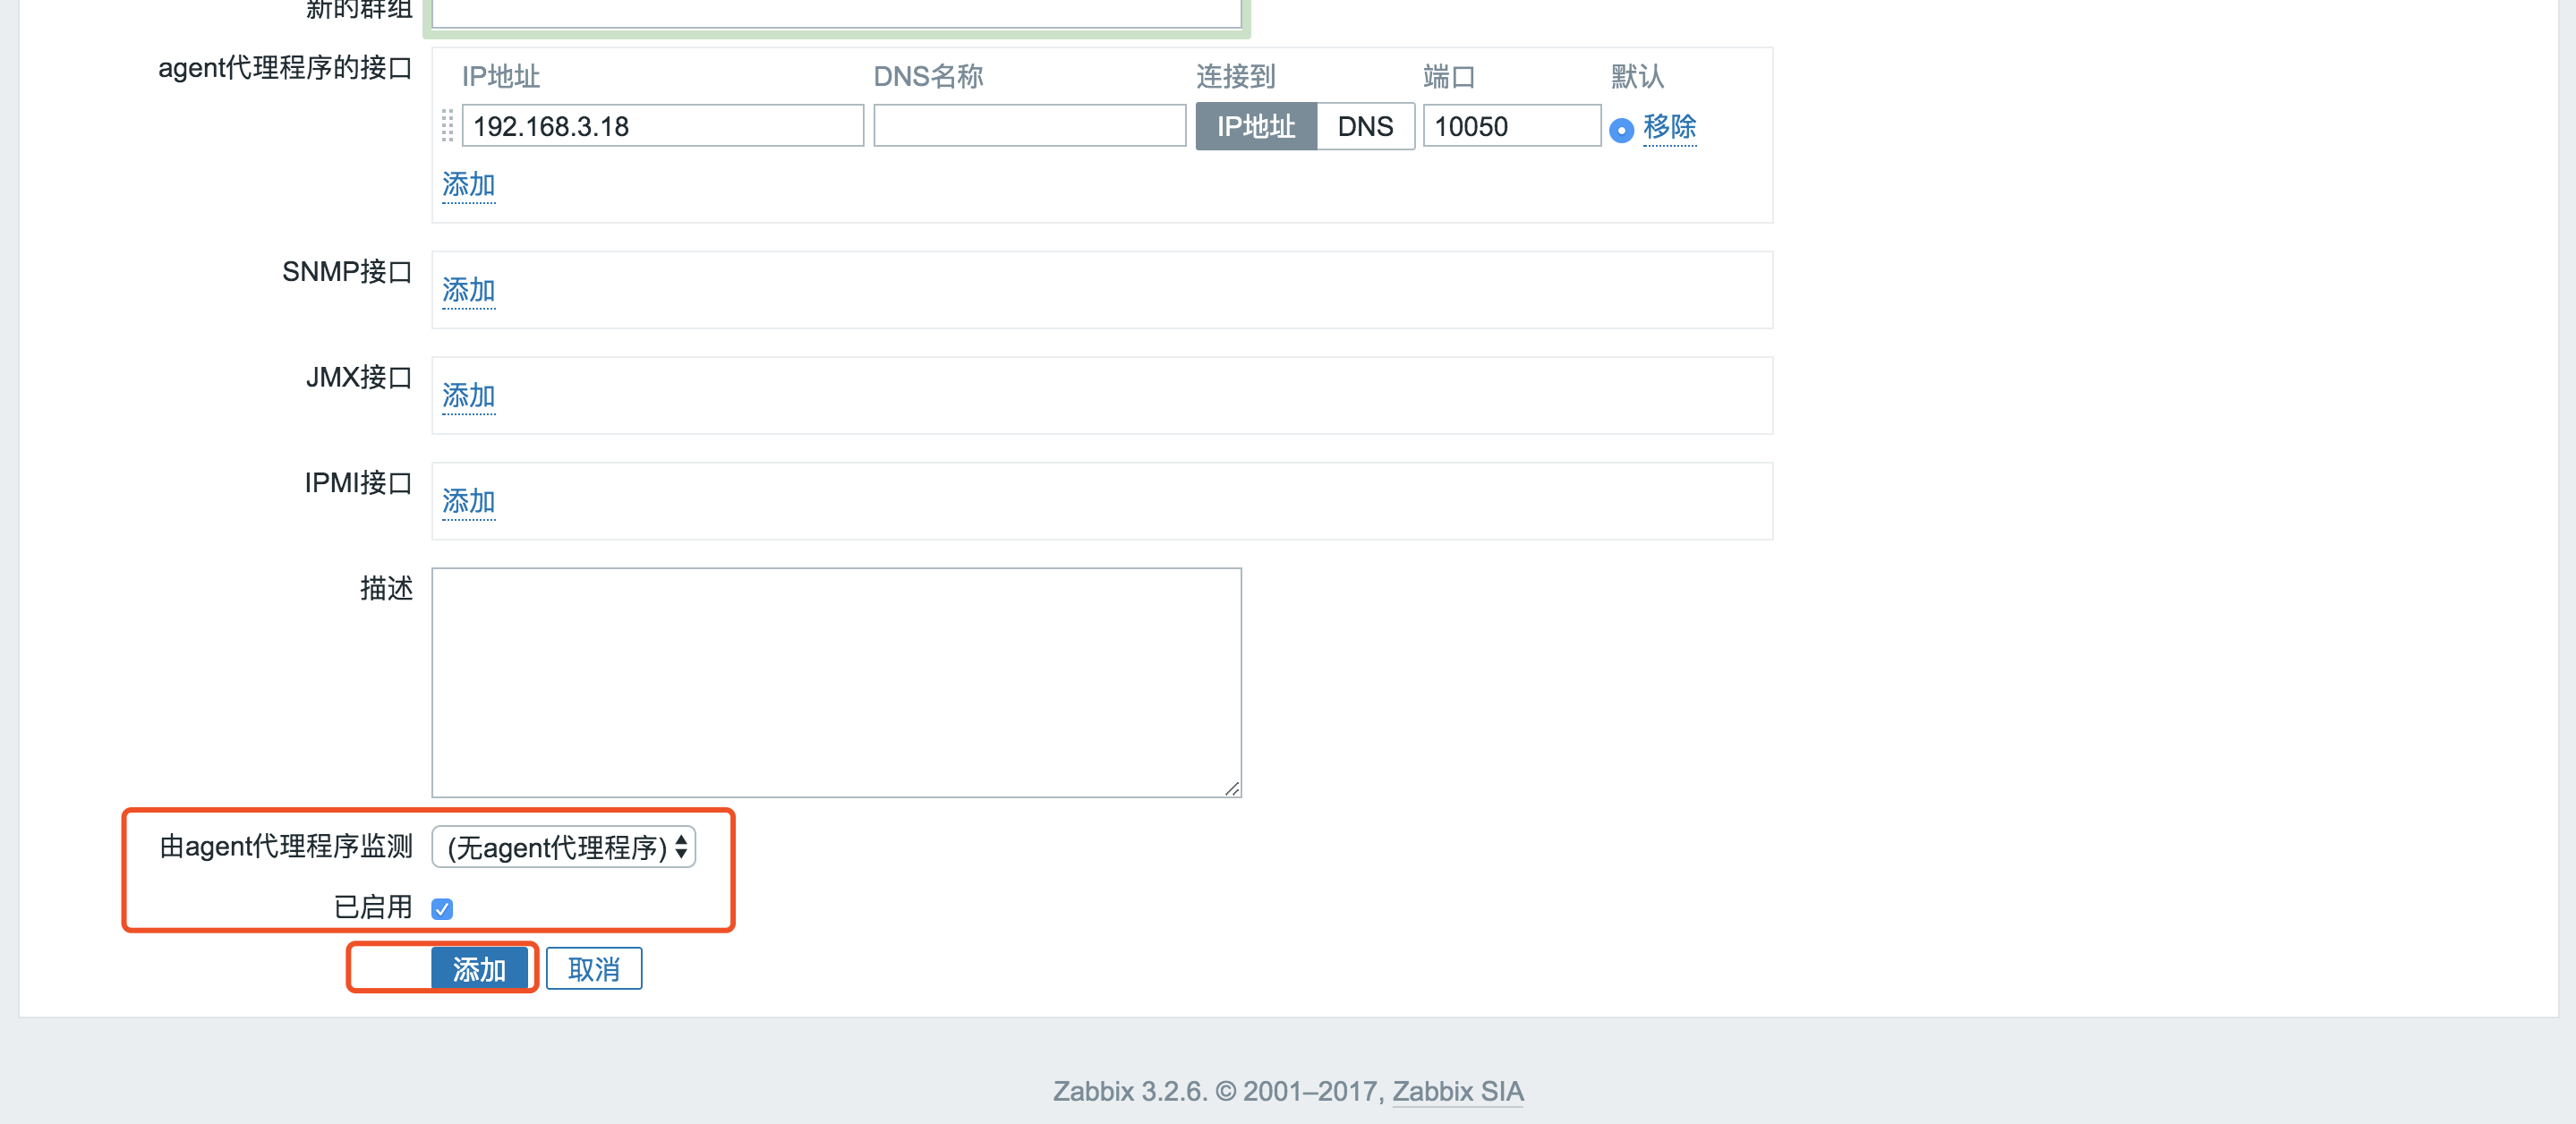 新的群组
agent代理程序的接口 IP地址 DNS名称 连接到 端口 默认
192.168.3.18 IP地址 DNS 10050 移除
添加
SNMP接口 添加
JMX接口 添加
IPMI接口 添加
描述
由agent代理程序监测 (无agent代理程序)
已启用
添加 取消
Zabbix 3.2.6. © 2001–2017, Zabbix SIA